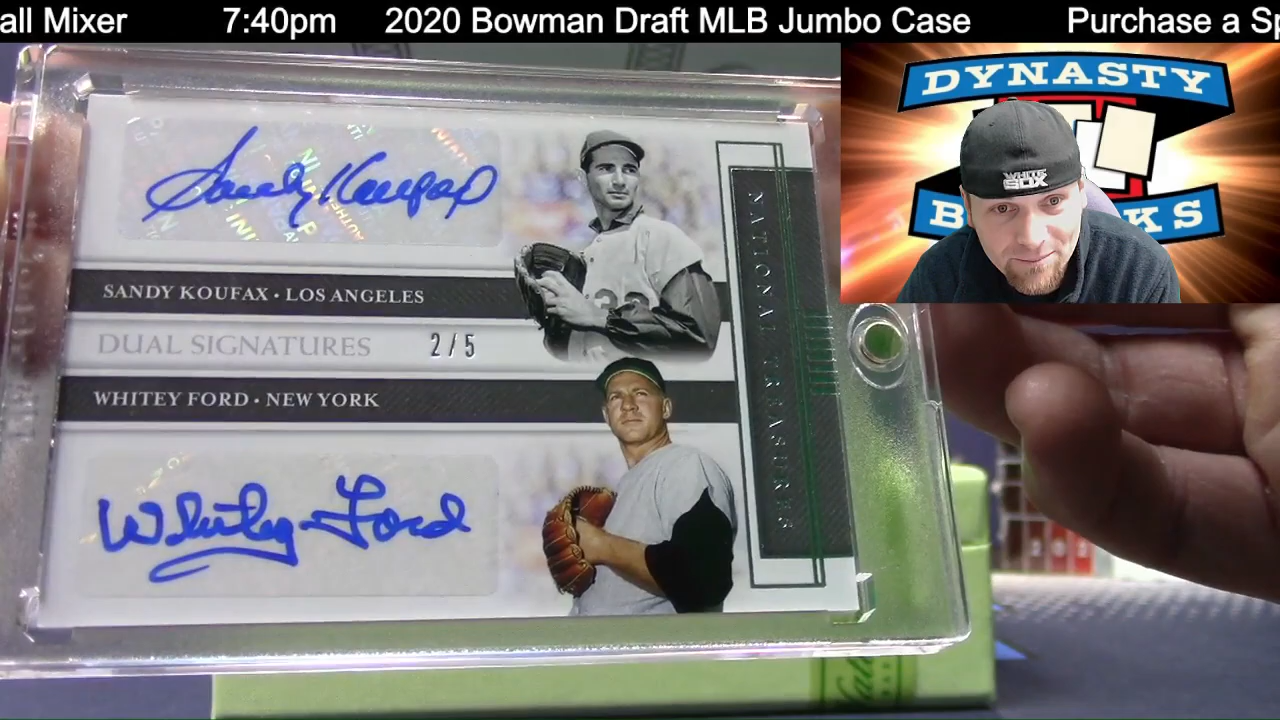 all Mixer 7:40pm 2020 Bowman Draft MLB Jumbo Case Purchase a Sp
DYNASTY
WHITE
SOX
Sandy Koufax
SANDY KOUFAX • LOS ANGELES
DUAL SIGNATURES 2/5
WHITEY FORD • NEW YORK
Whitey Ford
NATIONAL TREASURES